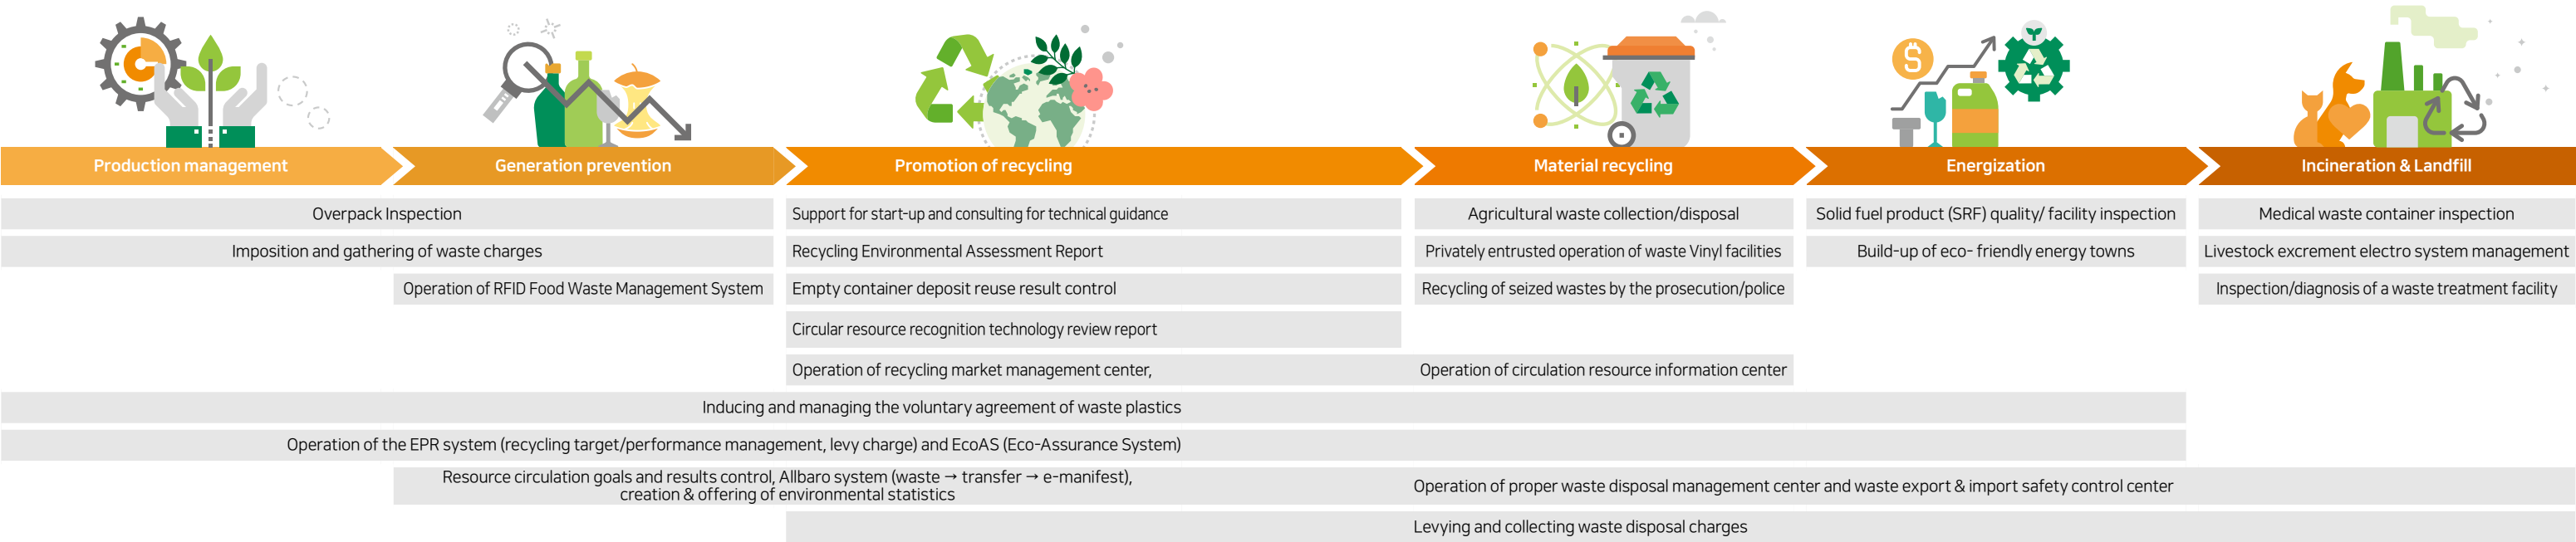 Production management
Generation prevention
Promotion of recycling
Material recycling
Energization
Incineration & Landfill
Overpack Inspection
Support for start-up and consulting for technical guidance
Agricultural waste collection/disposal
Solid fuel product (SRF) quality/ facility inspection
Medical waste container inspection
Imposition and gathering of waste charges
Recycling Environmental Assessment Report
Privately entrusted operation of waste Vinyl facilities
Build-up of eco- friendly energy towns
Livestock excrement electro system management
Operation of RFID Food Waste Management System
Empty container deposit reuse result control
Recycling of seized wastes by the prosecution/police
Inspection/diagnosis of a waste treatment facility
Circular resource recognition technology review report
Operation of recycling market management center,
Operation of circulation resource information center
Inducing and managing the voluntary agreement of waste plastics
Operation of the EPR system (recycling target/performance management, levy charge) and EcoAS (Eco-Assurance System)
Resource circulation goals and results control, Allbaro system (waste → transfer → e-manifest),
creation & offering of environmental statistics
Operation of proper waste disposal management center and waste export & import safety control center
Levying and collecting waste disposal charges